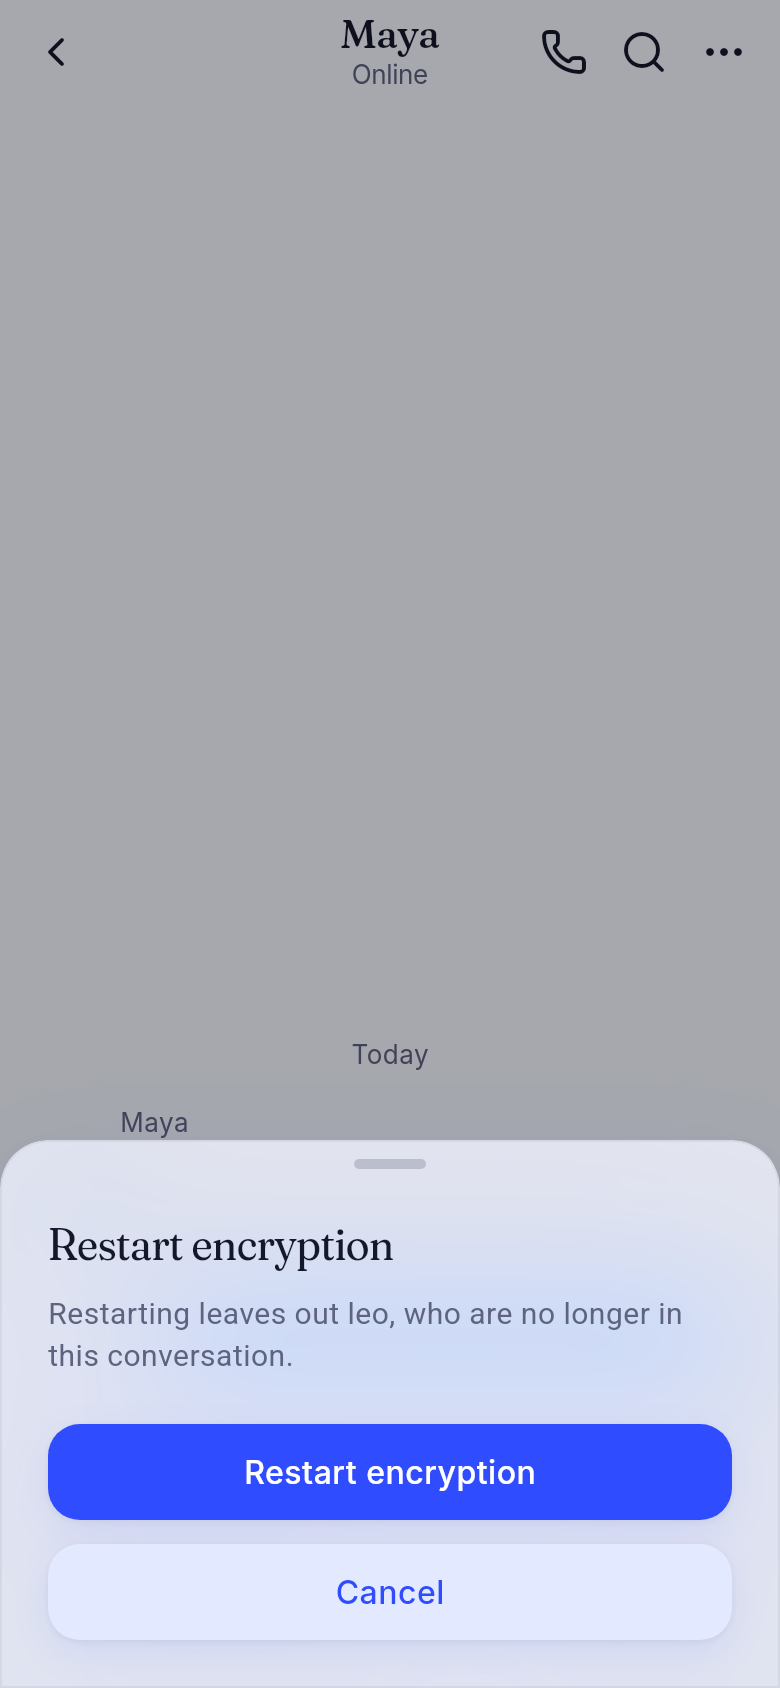 Maya
Online
Today
Maya
Restart encryption
Restarting leaves out leo, who are no longer in
this conversation.
Restart encryption
Cancel